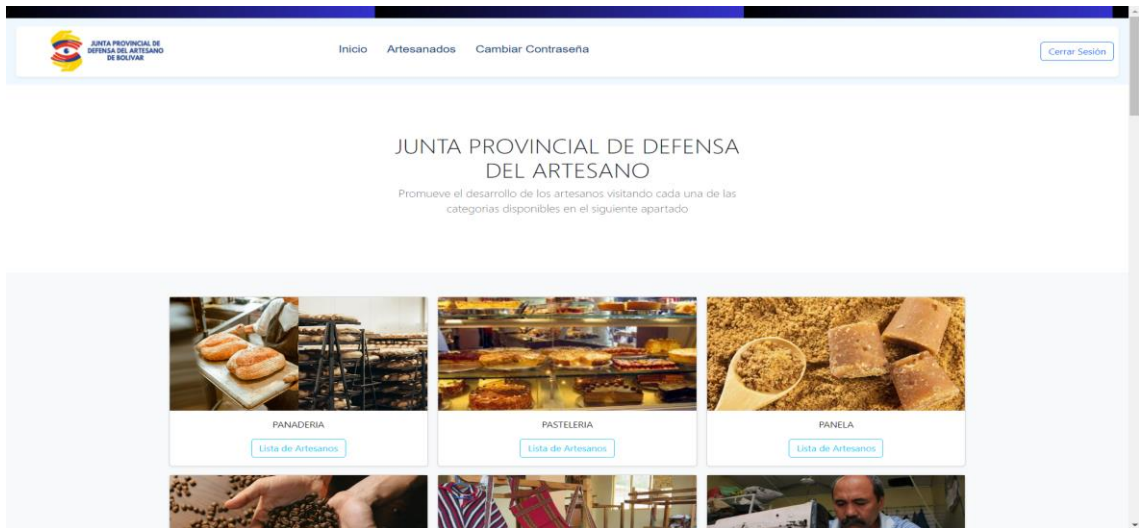 JUNTA PROVINCIAL DE
DEFENSA DEL ARTESANO
DE BOLIVAR
Inicio Artesanados Cambiar Contraseña
Cerrar Sesión
JUNTA PROVINCIAL DE DEFENSA
DEL ARTESANO
Promueve el desarrollo de los artesanos visitando cada una de las
categorias disponibles en el siguiente apartado
PANADERIA
Lista de Artesanos
PASTELERIA
Lista de Artesanos
PANELA
Lista de Artesanos